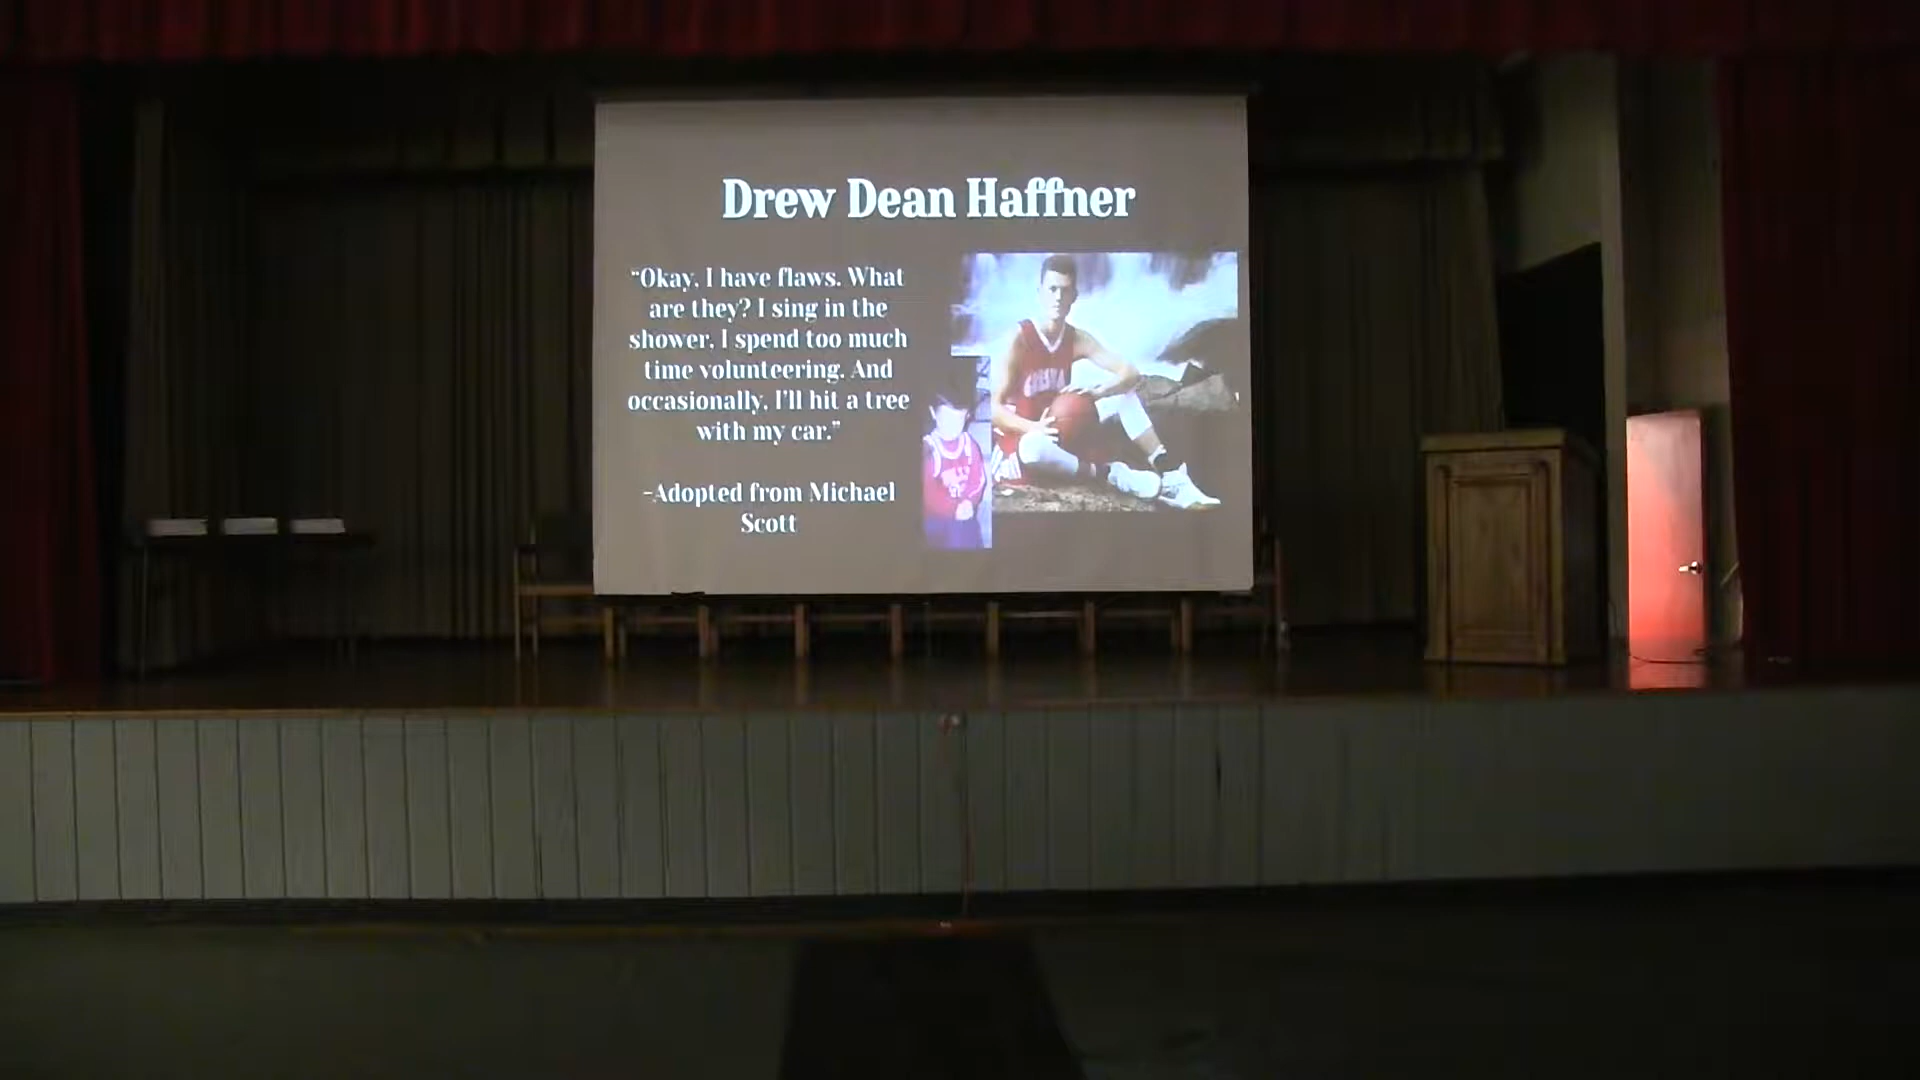 Drew Dean Haffner
“Okay, I have flaws. What
are they? I sing in the
shower, I spend too much
time volunteering. And
occasionally, I’ll hit a tree
with my car.”
-Adopted from Michael
Scott